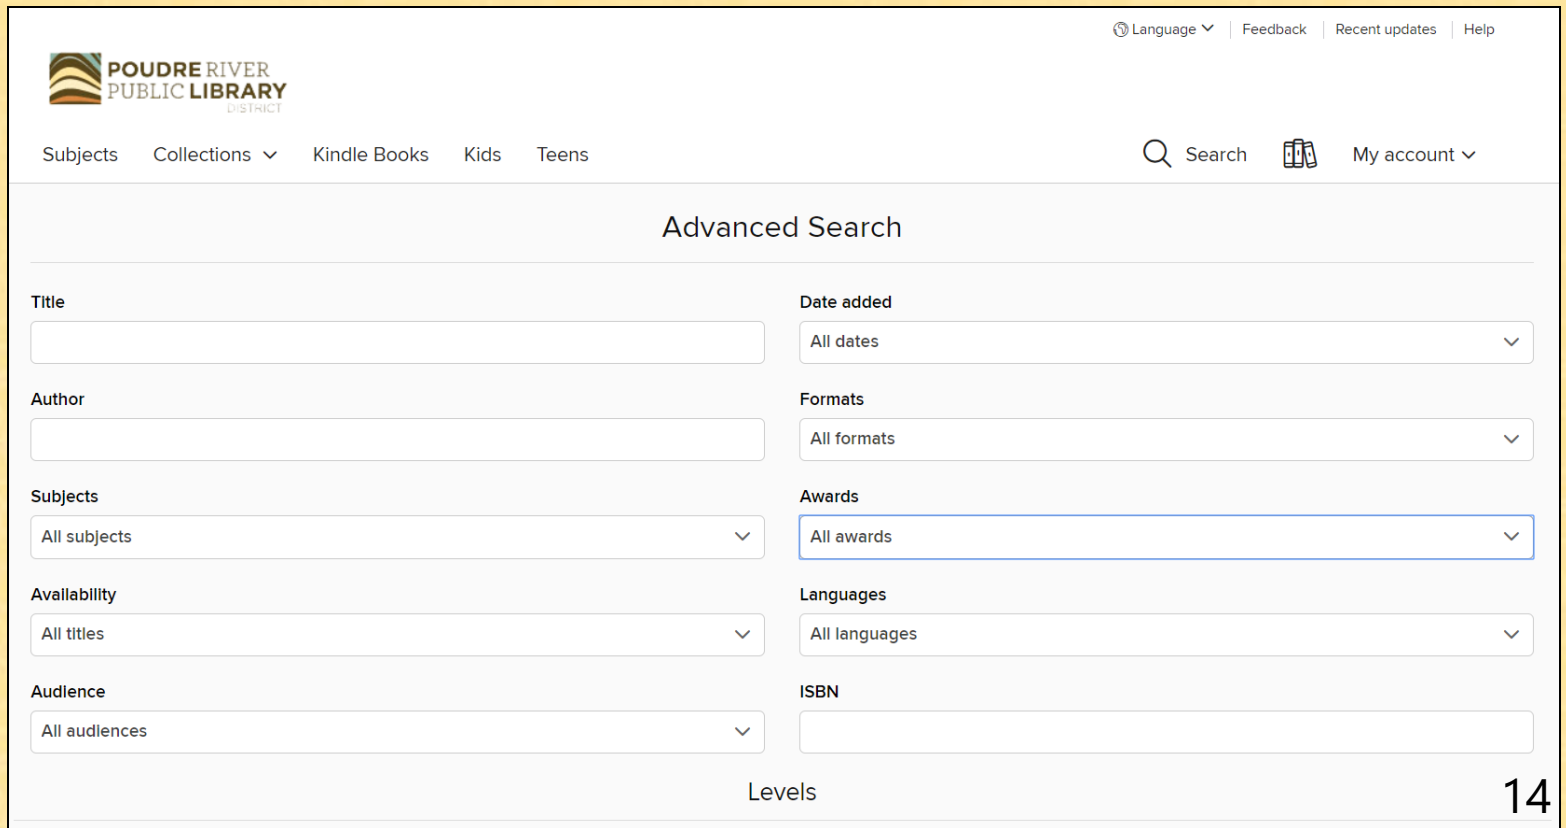 Language
Feedback
Recent updates
Help
POUDRE RIVER
PUBLIC LIBRARY
DISTRICT
Subjects
Collections
Kindle Books
Kids
Teens
Search
My account
Advanced Search
Title
Date added
All dates
Author
Formats
All formats
Subjects
All subjects
Awards
All awards
Availability
All titles
Languages
All languages
Audience
All audiences
ISBN
Levels
14